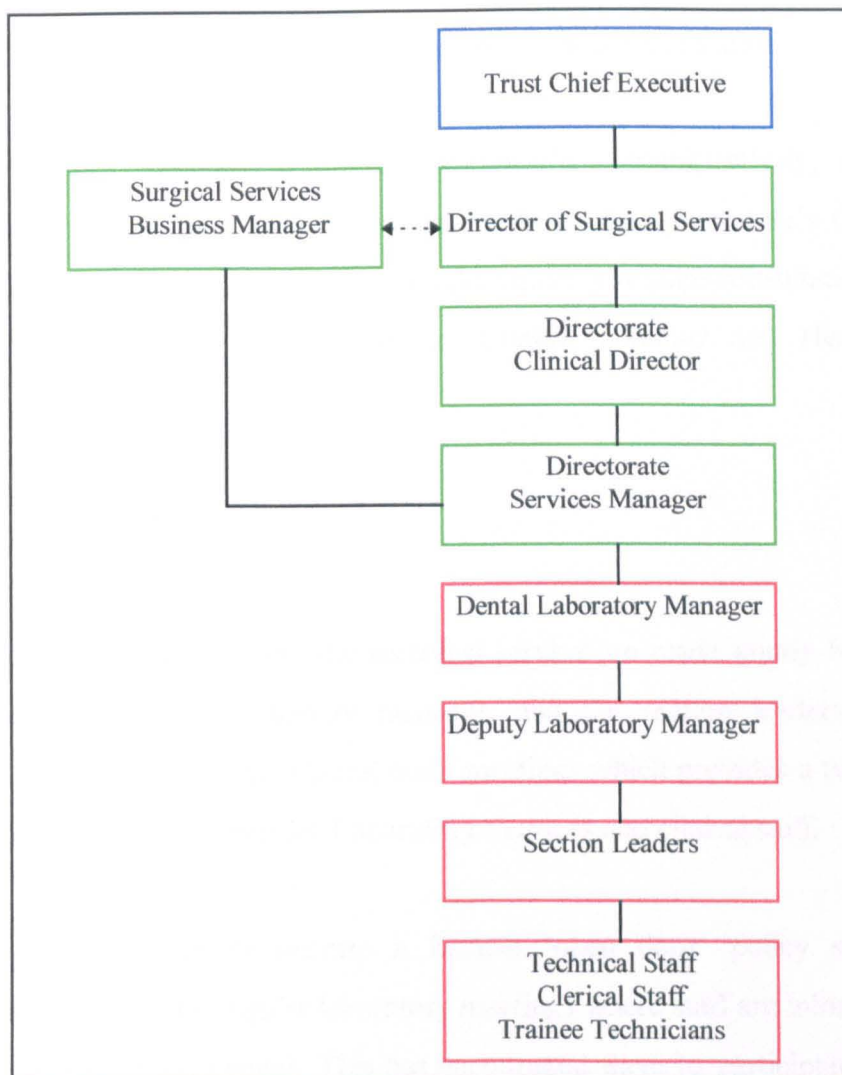 Trust Chief Executive
Surgical Services
Business Manager
Director of Surgical Services
Directorate
Clinical Director
Directorate
Services Manager
Dental Laboratory Manager
Deputy Laboratory Manager
Section Leaders
Technical Staff
Clerical Staff
Trainee Technicians